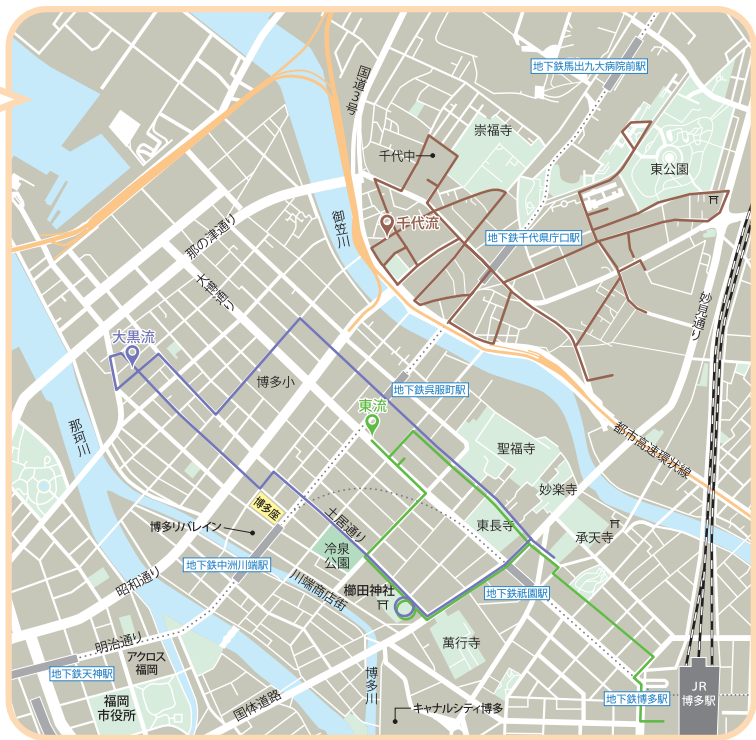 地下鉄馬出九大病院前駅
国道3号
崇福寺
千代中
東公園
御笠川
千代流
地下鉄千代県庁口駅
那の津通り
大博通り
妙見通り
大黒流
博多小
地下鉄呉服町駅
東流
那珂川
都市高速環状線
聖福寺
妙楽寺
博多座
土居通り
東長寺
承天寺
博多リバレイン
冷泉
公園
地下鉄中洲川端駅
昭和通り
川端商店街
櫛田神社
地下鉄祇園駅
明治通り
萬行寺
アクロス
福岡
地下鉄天神駅
博多川
JR
博多駅
福岡
市役所
国体道路
キャナルシティ博多
地下鉄博多駅